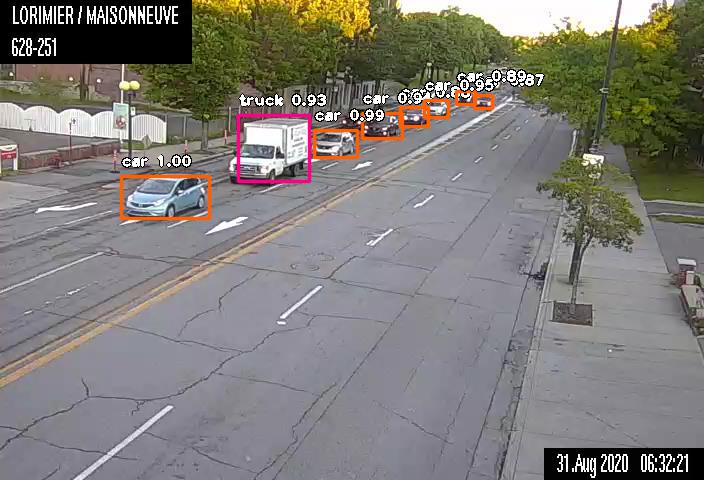 LORIMIER / MAISONNEUVE
628-251
car 0.89
truck 0.93
car 0.99
car 1.00
31.Aug 2020 06:32:21